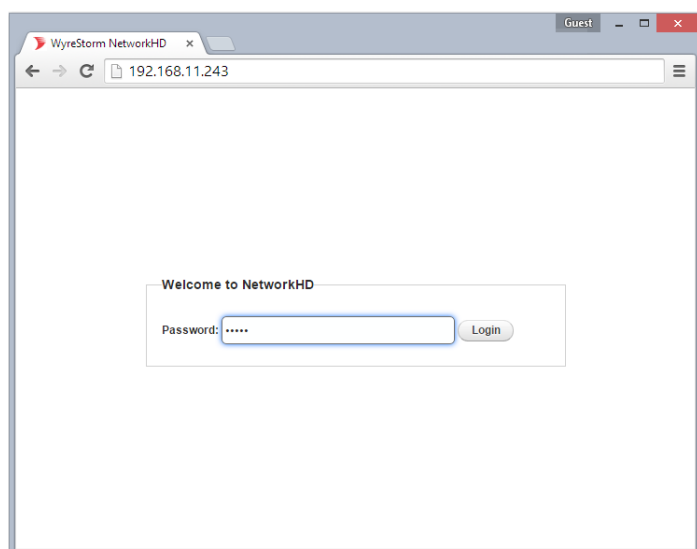 Guest
WyreStorm NetworkHD
192.168.11.243
Welcome to NetworkHD
Password: ••••• Login